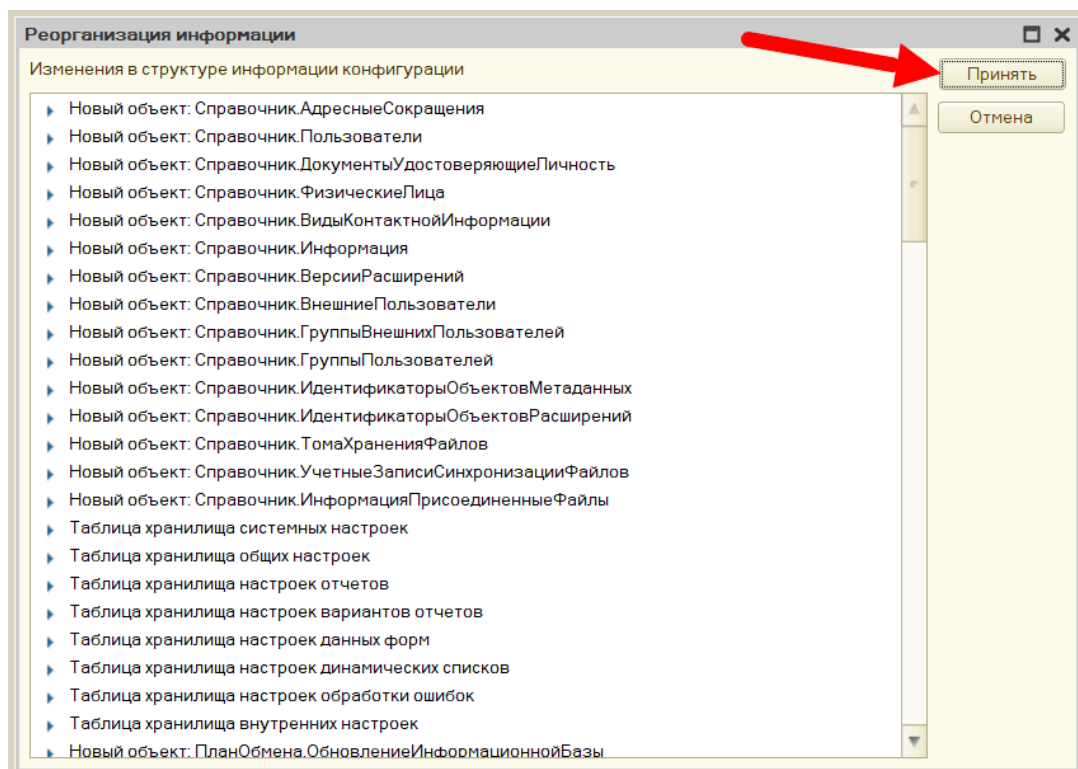 Реорганизация информации
Изменения в структуре информации конфигурации
Принять
Отмена
Новый объект: Справочник.АдресныеСокращения
Новый объект: Справочник.Пользователи
Новый объект: Справочник.ДокументыУдостоверяющиеЛичность
Новый объект: Справочник.ФизическиеЛица
Новый объект: Справочник.ВидыКонтактнойИнформации
Новый объект: Справочник.Информация
Новый объект: Справочник.ВерсииРасширений
Новый объект: Справочник.ВнешниеПользователи
Новый объект: Справочник.ГруппыВнешнихПользователей
Новый объект: Справочник.ГруппыПользователей
Новый объект: Справочник.ИдентификаторыОбъектовМетаданных
Новый объект: Справочник.ИдентификаторыОбъектовРасширений
Новый объект: Справочник.ТомаХраненияФайлов
Новый объект: Справочник.УчетныеЗаписиСинхронизацииФайлов
Новый объект: Справочник.ИнформацияПрисоединенныеФайлы
Таблица хранилища системных настроек
Таблица хранилища общих настроек
Таблица хранилища настроек отчетов
Таблица хранилища настроек вариантов отчетов
Таблица хранилища настроек данных форм
Таблица хранилища настроек динамических списков
Таблица хранилища настроек обработки ошибок
Таблица хранилища внутренних настроек
Новый объект: ПланОбмена.ОбновлениеИнформационнойБазы